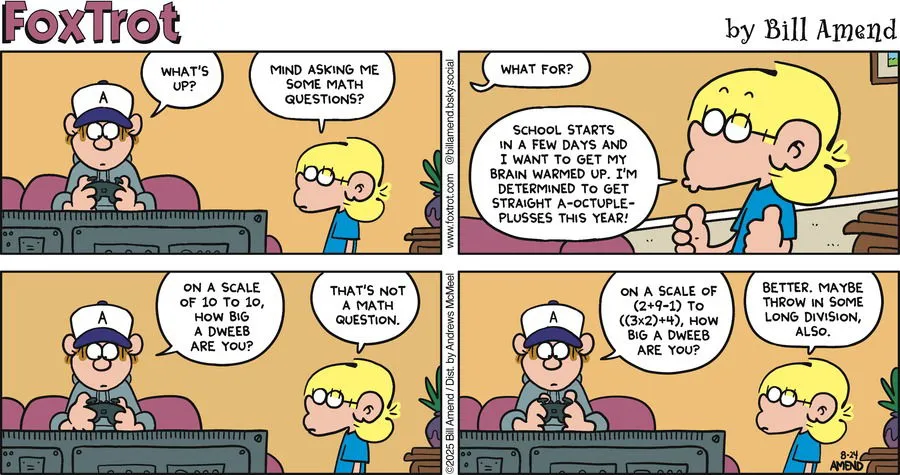 FoxTrot
by Bill Amend
WHAT'S
UP?
MIND ASKING ME
SOME MATH
QUESTIONS?
A
www.foxtrot.com @billamend.bsky.social
WHAT FOR?
SCHOOL STARTS
IN A FEW DAYS AND
I WANT TO GET MY
BRAIN WARMED UP. I'M
DETERMINED TO GET
STRAIGHT A-OCTUPLE-
PLUSSES THIS YEAR!
ON A SCALE
OF 10 TO 10,
HOW BIG
A DWEEB
ARE YOU?
THAT'S NOT
A MATH
QUESTION.
A
©2025 Bill Amend / Dist. by Andrews McMeel
ON A SCALE OF
(2+9-1) TO
((3x2)+4), HOW
BIG A DWEEB
ARE YOU?
BETTER. MAYBE
THROW IN SOME
LONG DIVISION,
ALSO.
A
8-24
AMEND